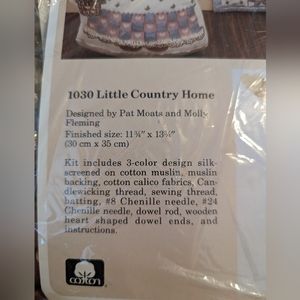 1030 Little Country Home
Designed by Pat Moats and Molly
Fleming
Finished size: 11¾" x 13¾"
(30 cm x 35 cm)
Kit includes 3-color design silk-
screened on cotton muslin, muslin
backing, cotton calico fabrics, Can-
dlewicking thread, sewing thread,
batting, #8 Chenille needle, #24
Chenille needle, dowel rod, wooden
heart shaped dowel ends, and
instructions.
cotton